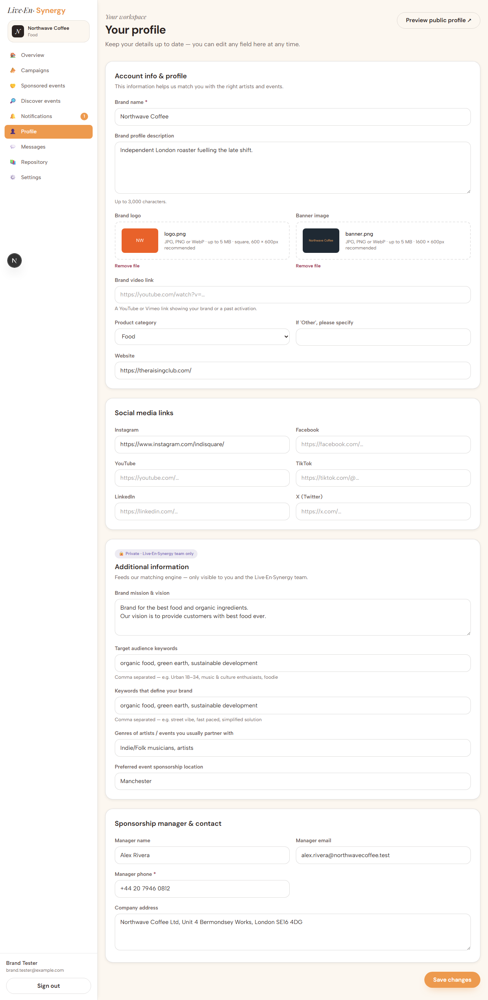 Live·En· Synergy
N
Northwave Coffee
Food
Overview
Campaigns
Sponsored events
Discover events
Notifications
1
Profile
Messages
Repository
Settings
N
Brand Tester
brand.tester@example.com
Sign out
Your workspace
Your profile
Keep your details up to date — you can edit any field here at any time.
Preview public profile ↗
Account info & profile
This information helps us match you with the right artists and events.
Brand name *
Northwave Coffee
Brand profile description
Independent London roaster fuelling the late shift.
Up to 3,000 characters.
Brand logo
NW
logo.png
JPG, PNG or WebP · up to 5 MB · square, 600 × 600px
recommended
Remove file
Banner image
Northwave Coffee
banner.png
JPG, PNG or WebP · up to 5 MB · 1600 × 600px
recommended
Remove file
Brand video link
https://youtube.com/watch?v=…
A YouTube or Vimeo link showing your brand or a past activation.
Product category
Food
If 'Other', please specify
Website
https://theraisingclub.com/
Social media links
Instagram
https://www.instagram.com/indisquare/
Facebook
https://facebook.com/…
YouTube
https://youtube.com/…
TikTok
https://tiktok.com/@…
LinkedIn
https://linkedin.com/…
X (Twitter)
https://x.com/…
Private · Live·En·Synergy team only
Additional information
Feeds our matching engine — only visible to you and the Live·En·Synergy team.
Brand mission & vision
Brand for the best food and organic ingredients.
Our vision is to provide customers with best food ever.
Target audience keywords
organic food, green earth, sustainable development
Comma separated — e.g. Urban 18–34, music & culture enthusiasts, foodie
Keywords that define your brand
organic food, green earth, sustainable development
Comma separated — e.g. street vibe, fast paced, simplified solution
Genres of artists / events you usually partner with
Indie/Folk musicians, artists
Preferred event sponsorship location
Manchester
Sponsorship manager & contact
Manager name
Alex Rivera
Manager email
alex.rivera@northwavecoffee.test
Manager phone *
+44 20 7946 0812
Company address
Northwave Coffee Ltd, Unit 4 Bermondsey Works, London SE16 4DG
Save changes